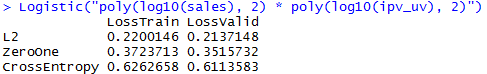 > Logistic("poly(log10(sales), 2) * poly(log10(ipv_uv), 2)")
LossTrain LossValid
L2 0.2200146 0.2137148
ZeroOne 0.3723713 0.3515732
CrossEntropy 0.6262658 0.6113583